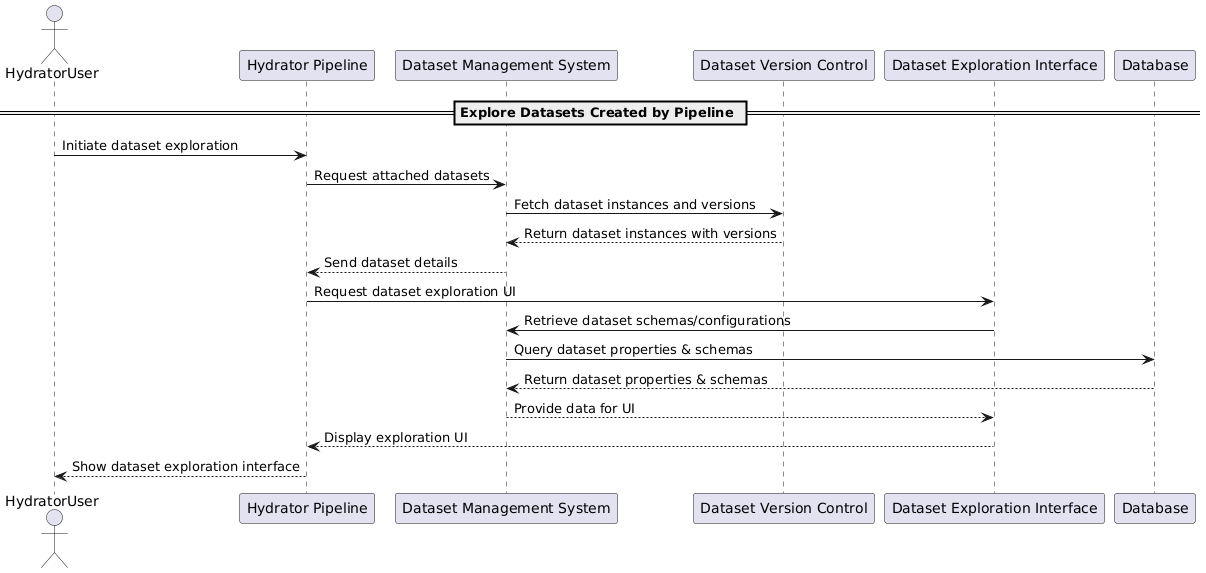 HydratorUser
Hydrator Pipeline
Dataset Management System
Dataset Version Control
Dataset Exploration Interface
Database
Explore Datasets Created by Pipeline
Initiate dataset exploration
Request attached datasets
Fetch dataset instances and versions
Return dataset instances with versions
Send dataset details
Request dataset exploration UI
Retrieve dataset schemas/configurations
Query dataset properties & schemas
Return dataset properties & schemas
Provide data for UI
Display exploration UI
Show dataset exploration interface
HydratorUser
Hydrator Pipeline
Dataset Management System
Dataset Version Control
Dataset Exploration Interface
Database